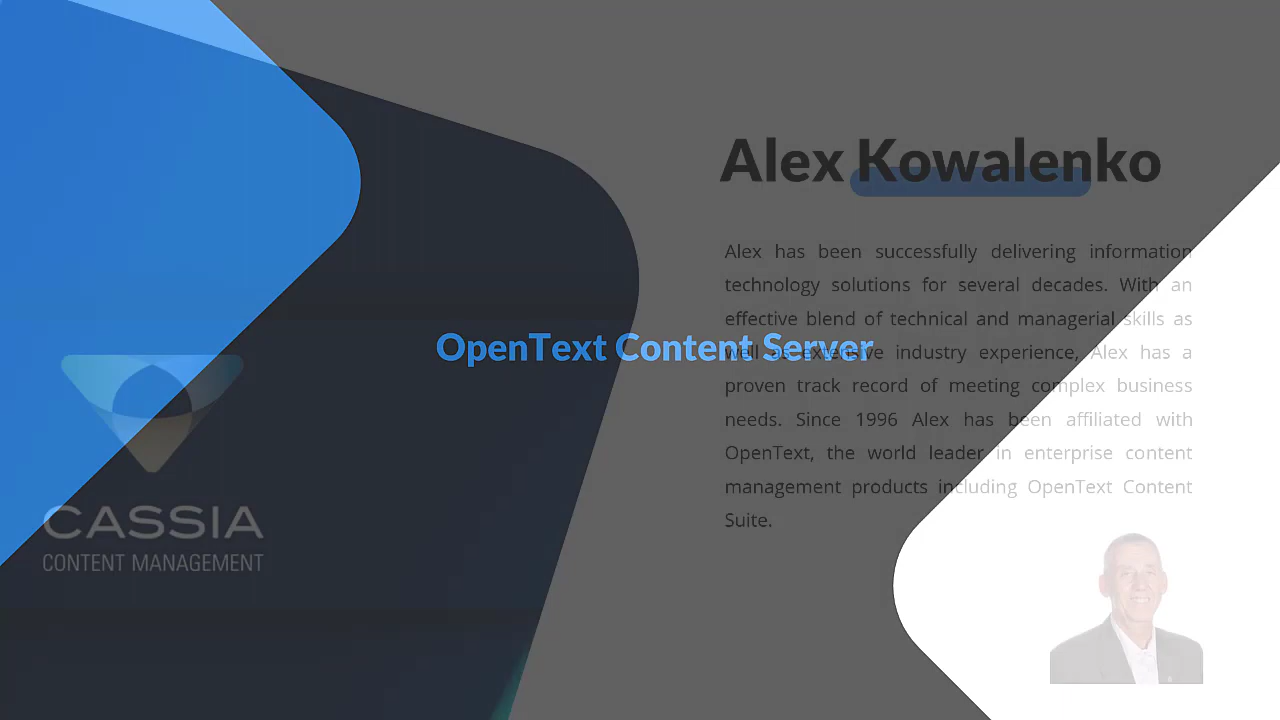 Alex Kowalenko
Alex has been successfully delivering information
technology solutions for several decades. With an
effective blend of technical and managerial skills as
well as extensive industry experience, Alex has a
proven track record of meeting complex business
needs. Since 1996 Alex has been affiliated with
OpenText, the world leader in enterprise content
management products including OpenText Content
Suite.
OpenText Content Server
CASSIA
CONTENT MANAGEMENT